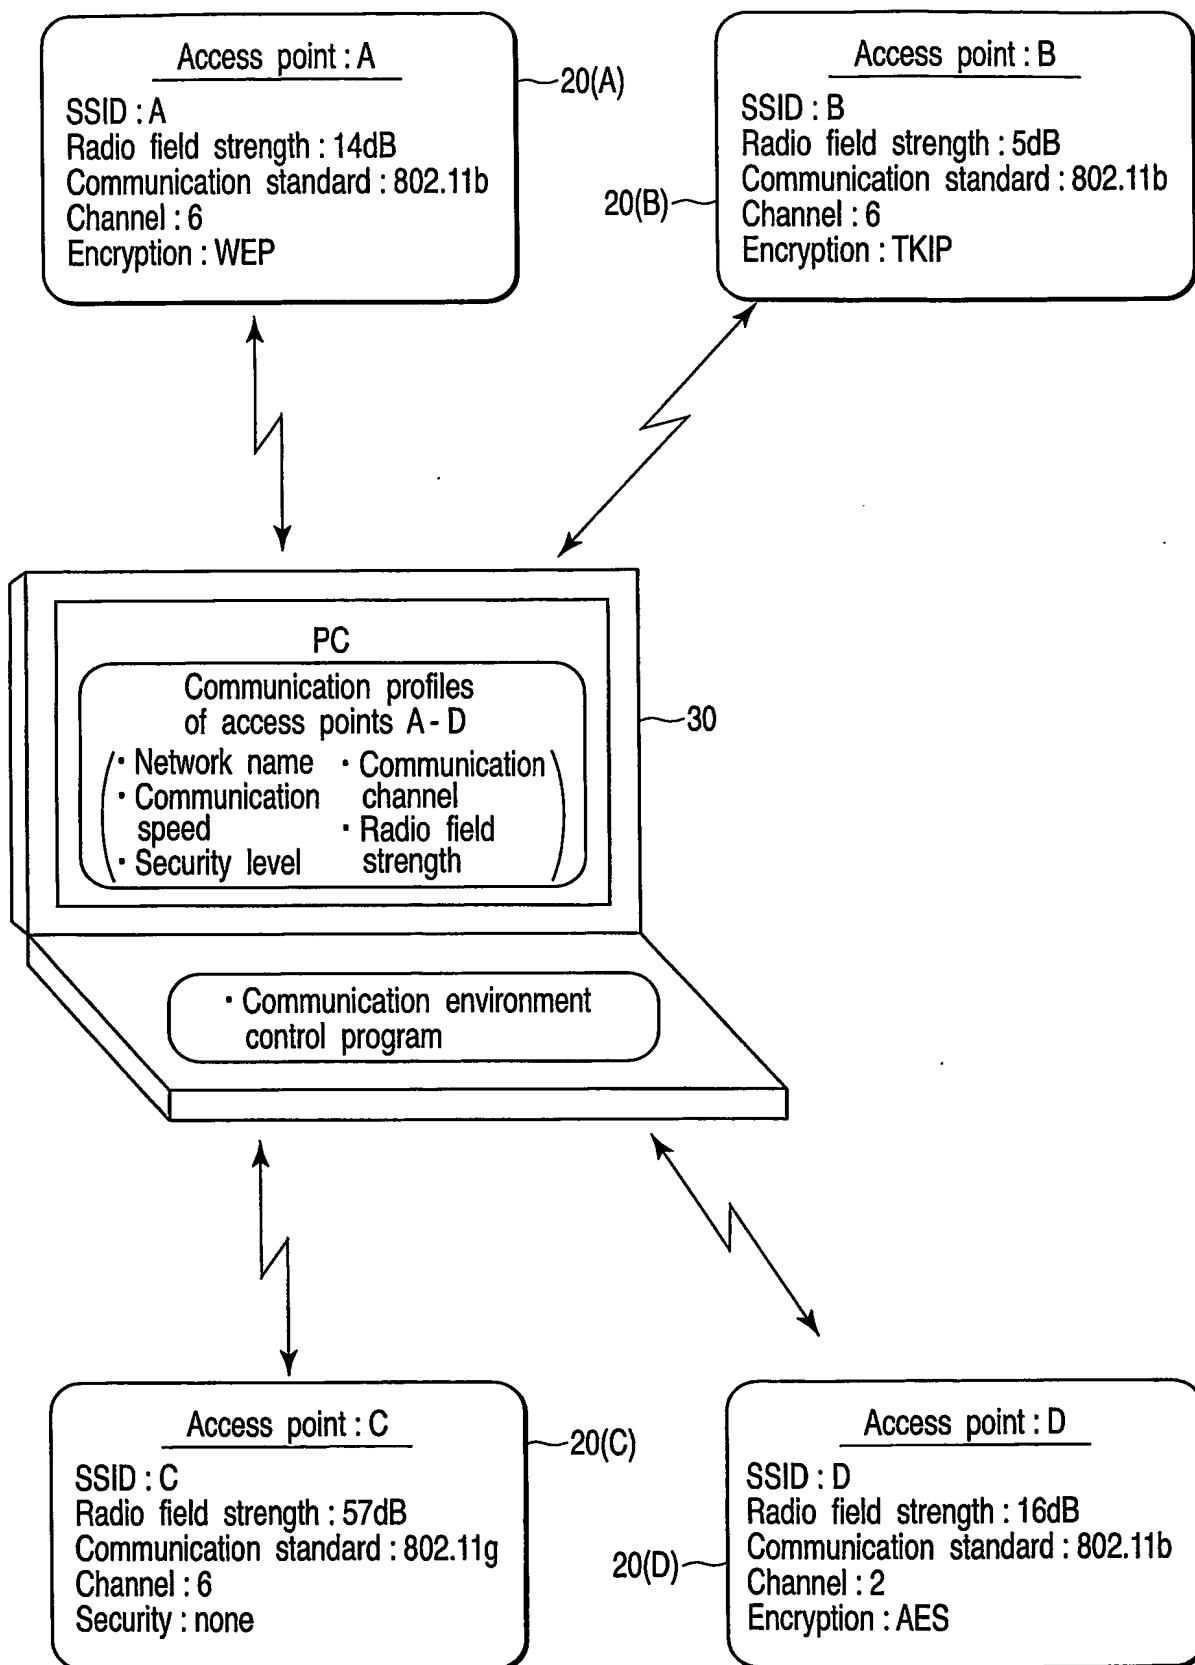 Access point : A
SSID : A
Radio field strength : 14dB
Communication standard : 802.11b
Channel : 6
Encryption : WEP
20(A)
Access point : B
SSID : B
Radio field strength : 5dB
Communication standard : 802.11b
Channel : 6
Encryption : TKIP
20(B)
PC
Communication profiles
of access points A - D
· Network name
· Communication
speed
· Security level
· Communication
channel
· Radio field
strength
30
· Communication environment
control program
Access point : C
SSID : C
Radio field strength : 57dB
Communication standard : 802.11g
Channel : 6
Security : none
20(C)
Access point : D
SSID : D
Radio field strength : 16dB
Communication standard : 802.11b
Channel : 2
Encryption : AES
20(D)